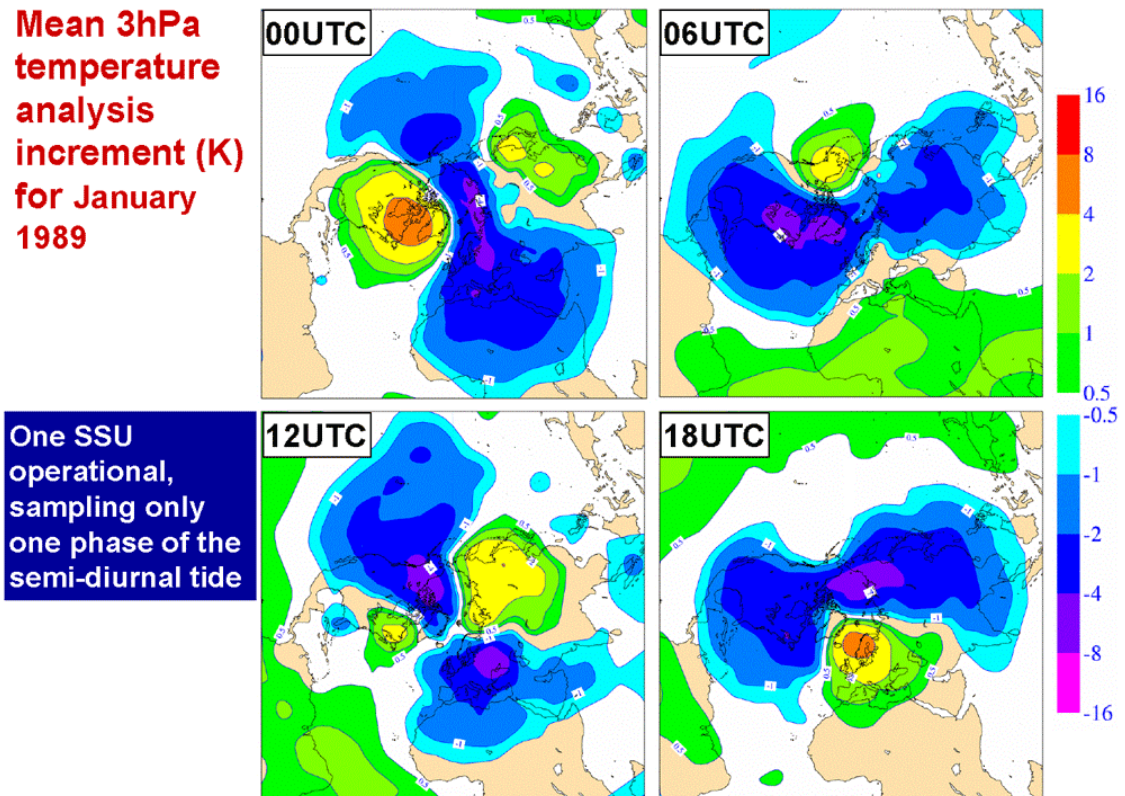 Mean 3hPa
temperature
analysis
increment (K)
for January
1989
One SSU
operational,
sampling only
one phase of the
semi-diurnal tide
00UTC
06UTC
12UTC
18UTC
16
8
4
2
1
0.5
-0.5
-1
-2
-4
-8
-16